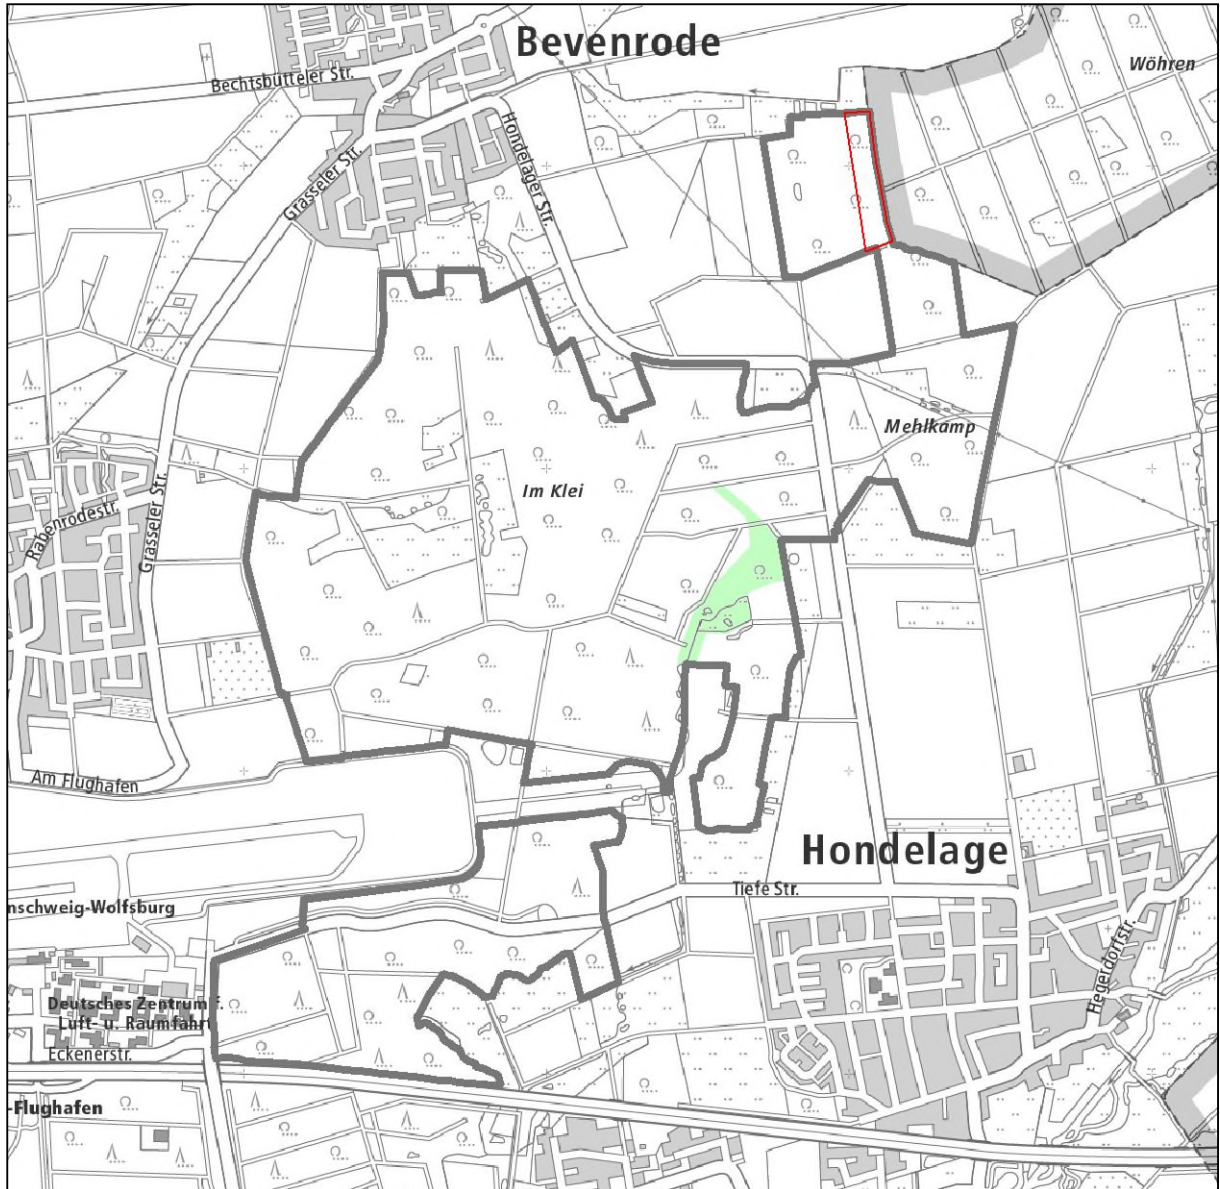 Bevenrode
Wöhren
Bechtsbütteler Str.
Hondelager Str.
Grasseler Str.
Mehlkamp
Im Klei
Rabenrodestr.
Grasseler Str.
Am Flughafen
Hondelage
Tiefe Str.
nschweig-Wolfsburg
Hegerdorfstr.
Deutsches Zentrum f.
Luft- u. Raumfahrt
Eckenerstr.
-Flughafen